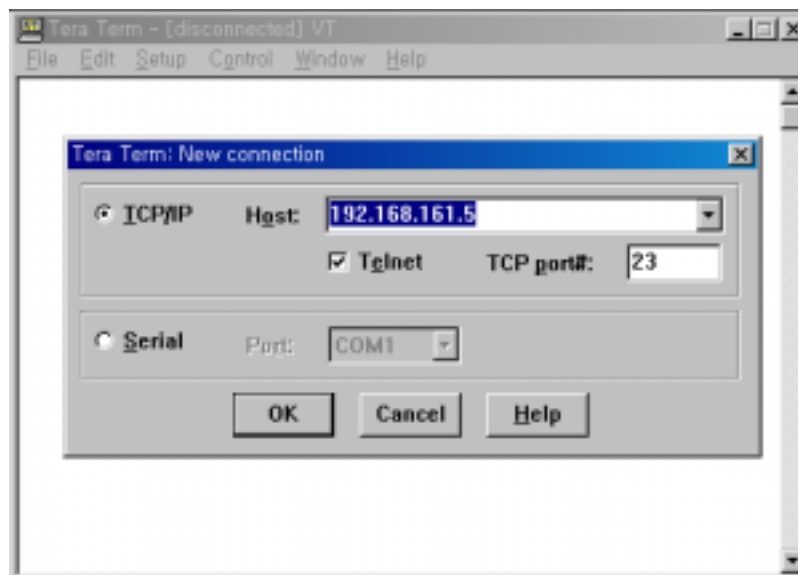 Tera Term - [disconnected] VT
File Edit Setup Control Window Help
Tera Term: New connection
TCP/IP Host: 192.168.161.5
Telnet TCP port#: 23
Serial Port: COM1
OK Cancel Help